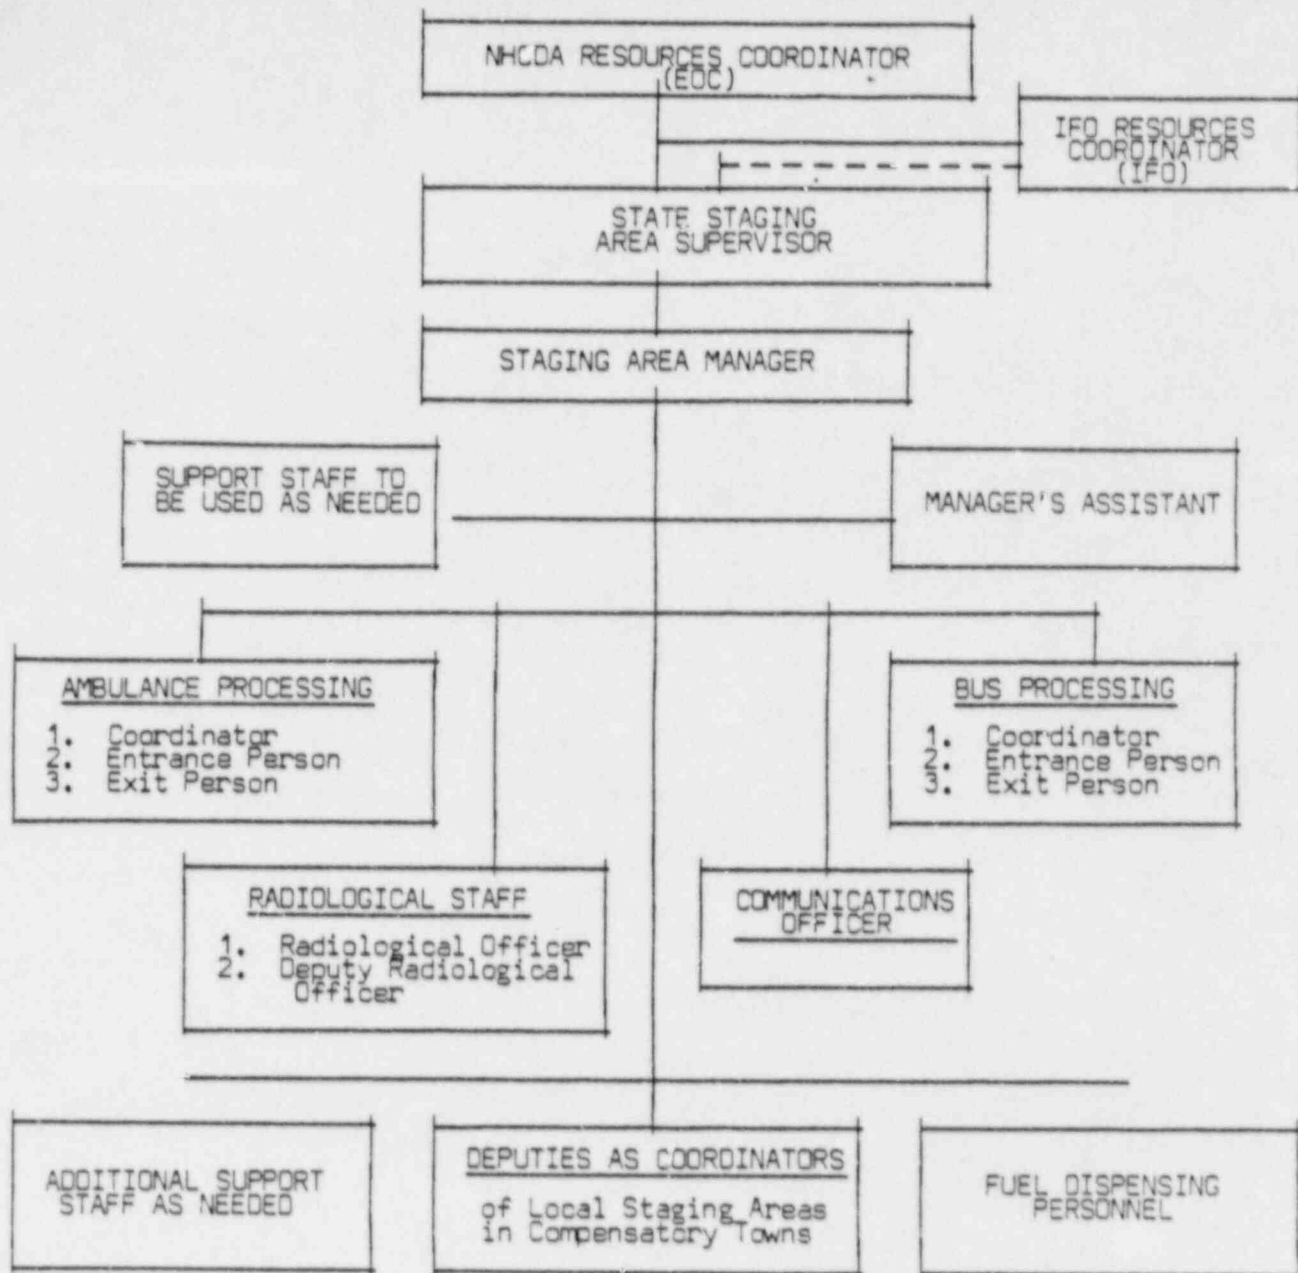 NHCDA RESOURCES COORDINATOR
(EOC)
IFO RESOURCES
COORDINATOR
(IFO)
STATE STAGING
AREA SUPERVISOR
STAGING AREA MANAGER
SUPPORT STAFF TO
BE USED AS NEEDED
MANAGER'S ASSISTANT
AMBULANCE PROCESSING
1. Coordinator
2. Entrance Person
3. Exit Person
BUS PROCESSING
1. Coordinator
2. Entrance Person
3. Exit Person
RADIOLOGICAL STAFF
1. Radiological Officer
2. Deputy Radiological
Officer
COMMUNICATIONS
OFFICER
ADDITIONAL SUPPORT
STAFF AS NEEDED
DEPUTIES AS COORDINATORS
of Local Staging Areas
in Compensatory Towns
FUEL DISPENSING
PERSONNEL